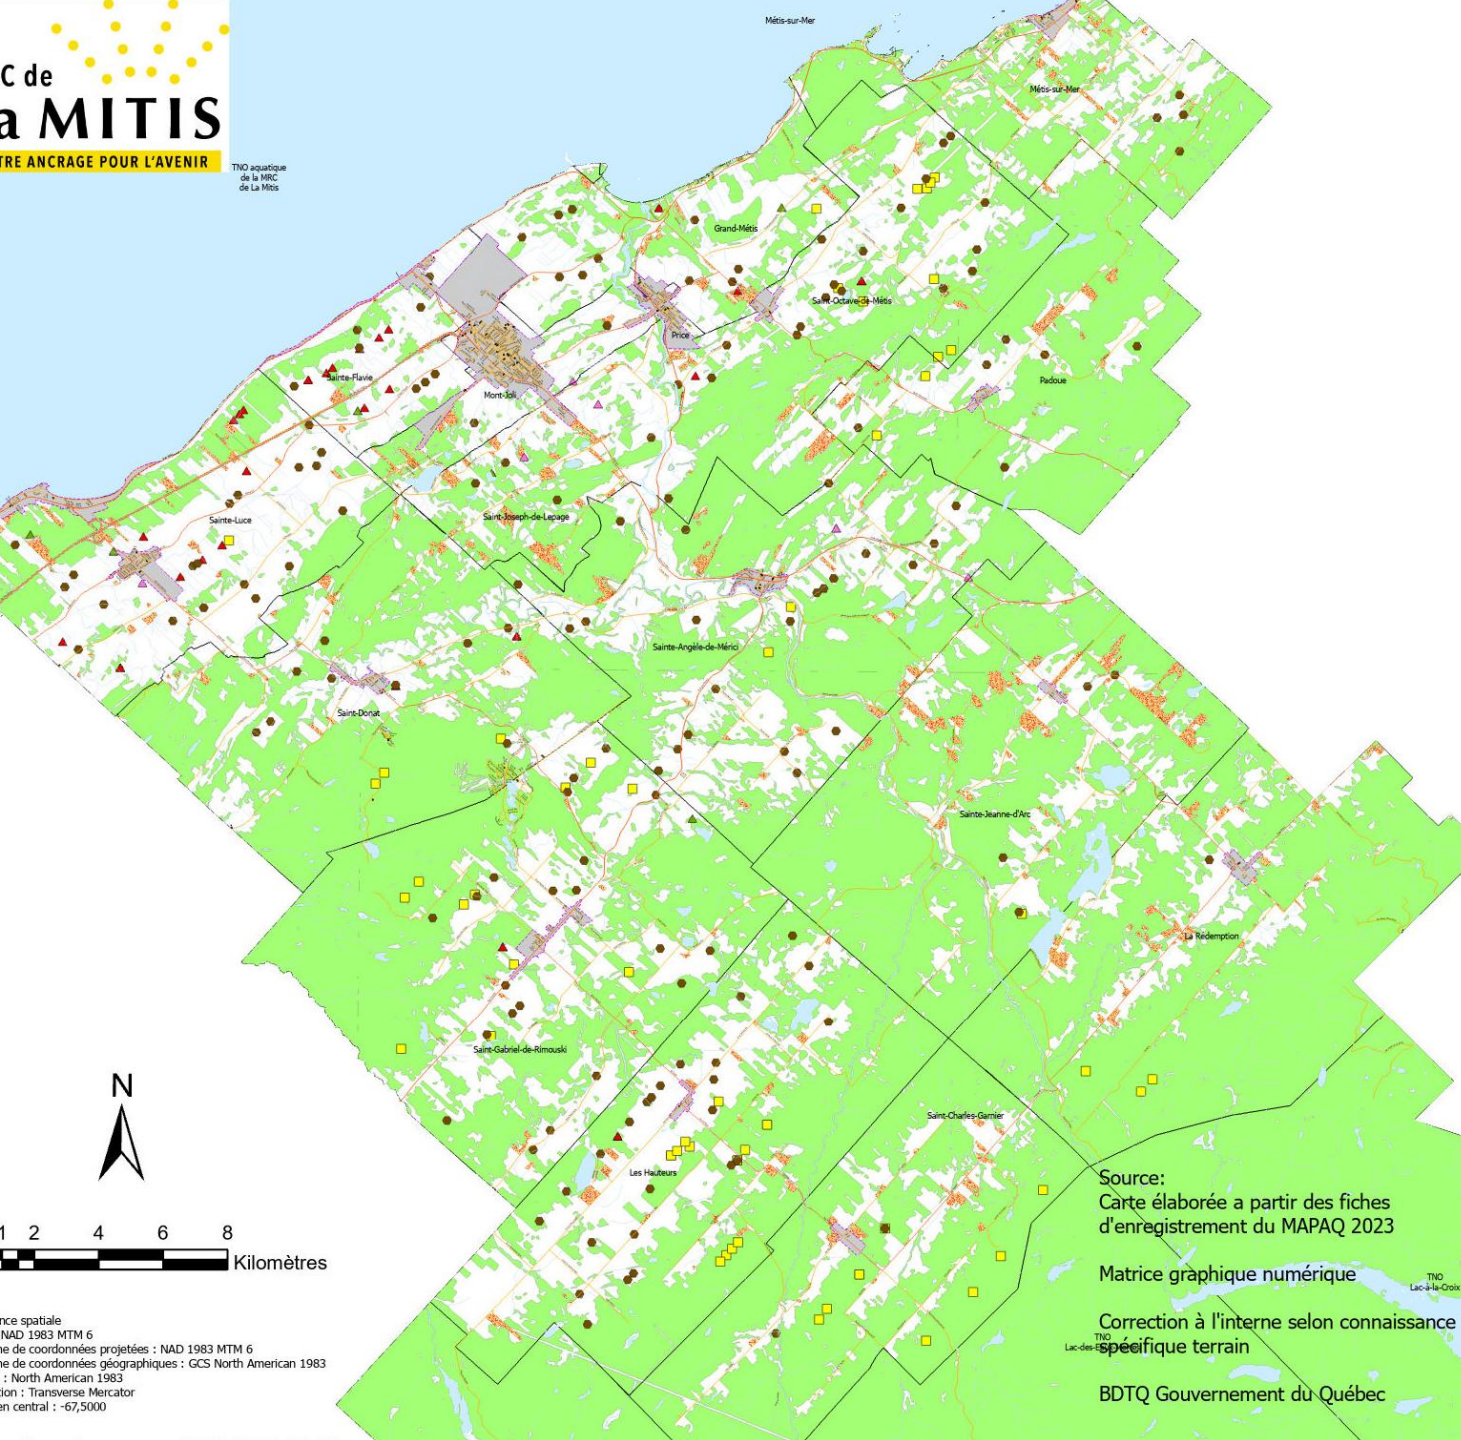 Métis-sur-Mer
C de
a MITIS
TRE ANCRAGE POUR L'AVENIR
TNO aquatique
de la MRC
de La Mitis
Métis-sur-Mer
Grand-Métis
Saint-Octave-de-Métis
Price
Sainte-Flavie
Mont-Joli
Padoue
Sainte-Luce
Saint-Joseph-de-Lepage
Sainte-Angèle-de-Mérici
Saint-Donat
Sainte-Jeanne-d'Arc
La Rédemption
Saint-Gabriel-de-Rimouski
Saint-Charles-Garnier
Les Hauteurs
N
1 2 4 6 8
Kilomètres
Source:
Carte élaborée a partir des fiches
d'enregistrement du MAPAQ 2023
Matrice graphique numérique
TNO
Lac-à-la-Croix
Correction à l'interne selon connaissance
TNO
spécifique terrain
BDTQ Gouvernement du Québec
nce spatiale
NAD 1983 MTM 6
ne de coordonnées projetées : NAD 1983 MTM 6
ne de coordonnées géographiques : GCS North American 1983
: North American 1983
tion : Transverse Mercator
en central : -67,5000